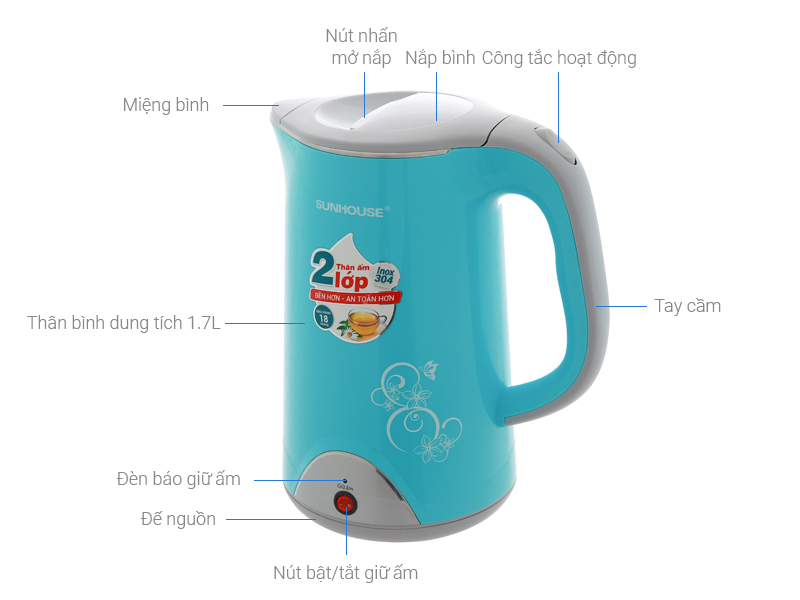 Nút nhấn
mở nắp
Nắp bình
Công tắc hoạt động
Miệng bình
SUNHOUSE
2 lớp
Thân ấm
Inox
304
BỀN HƠN - AN TOÀN HƠN
18
Tay cầm
Thân bình dung tích 1.7L
Đèn báo giữ ấm
Giữ ấm
Đế nguồn
Nút bật/tắt giữ ấm